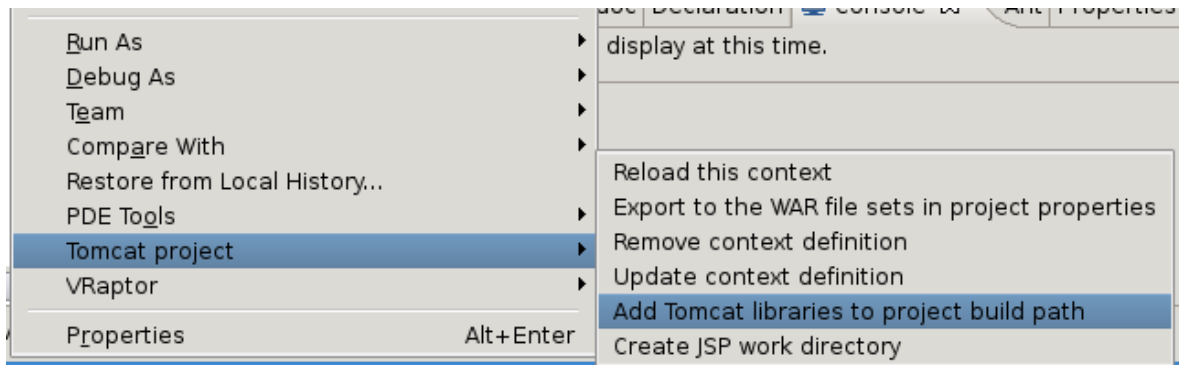 Declaration Console Ant Properties
display at this time.
Run As
Debug As
Team
Compare With
Restore from Local History...
PDE Tools
Tomcat project
VRaptor
Properties Alt+Enter
Reload this context
Export to the WAR file sets in project properties
Remove context definition
Update context definition
Add Tomcat libraries to project build path
Create JSP work directory